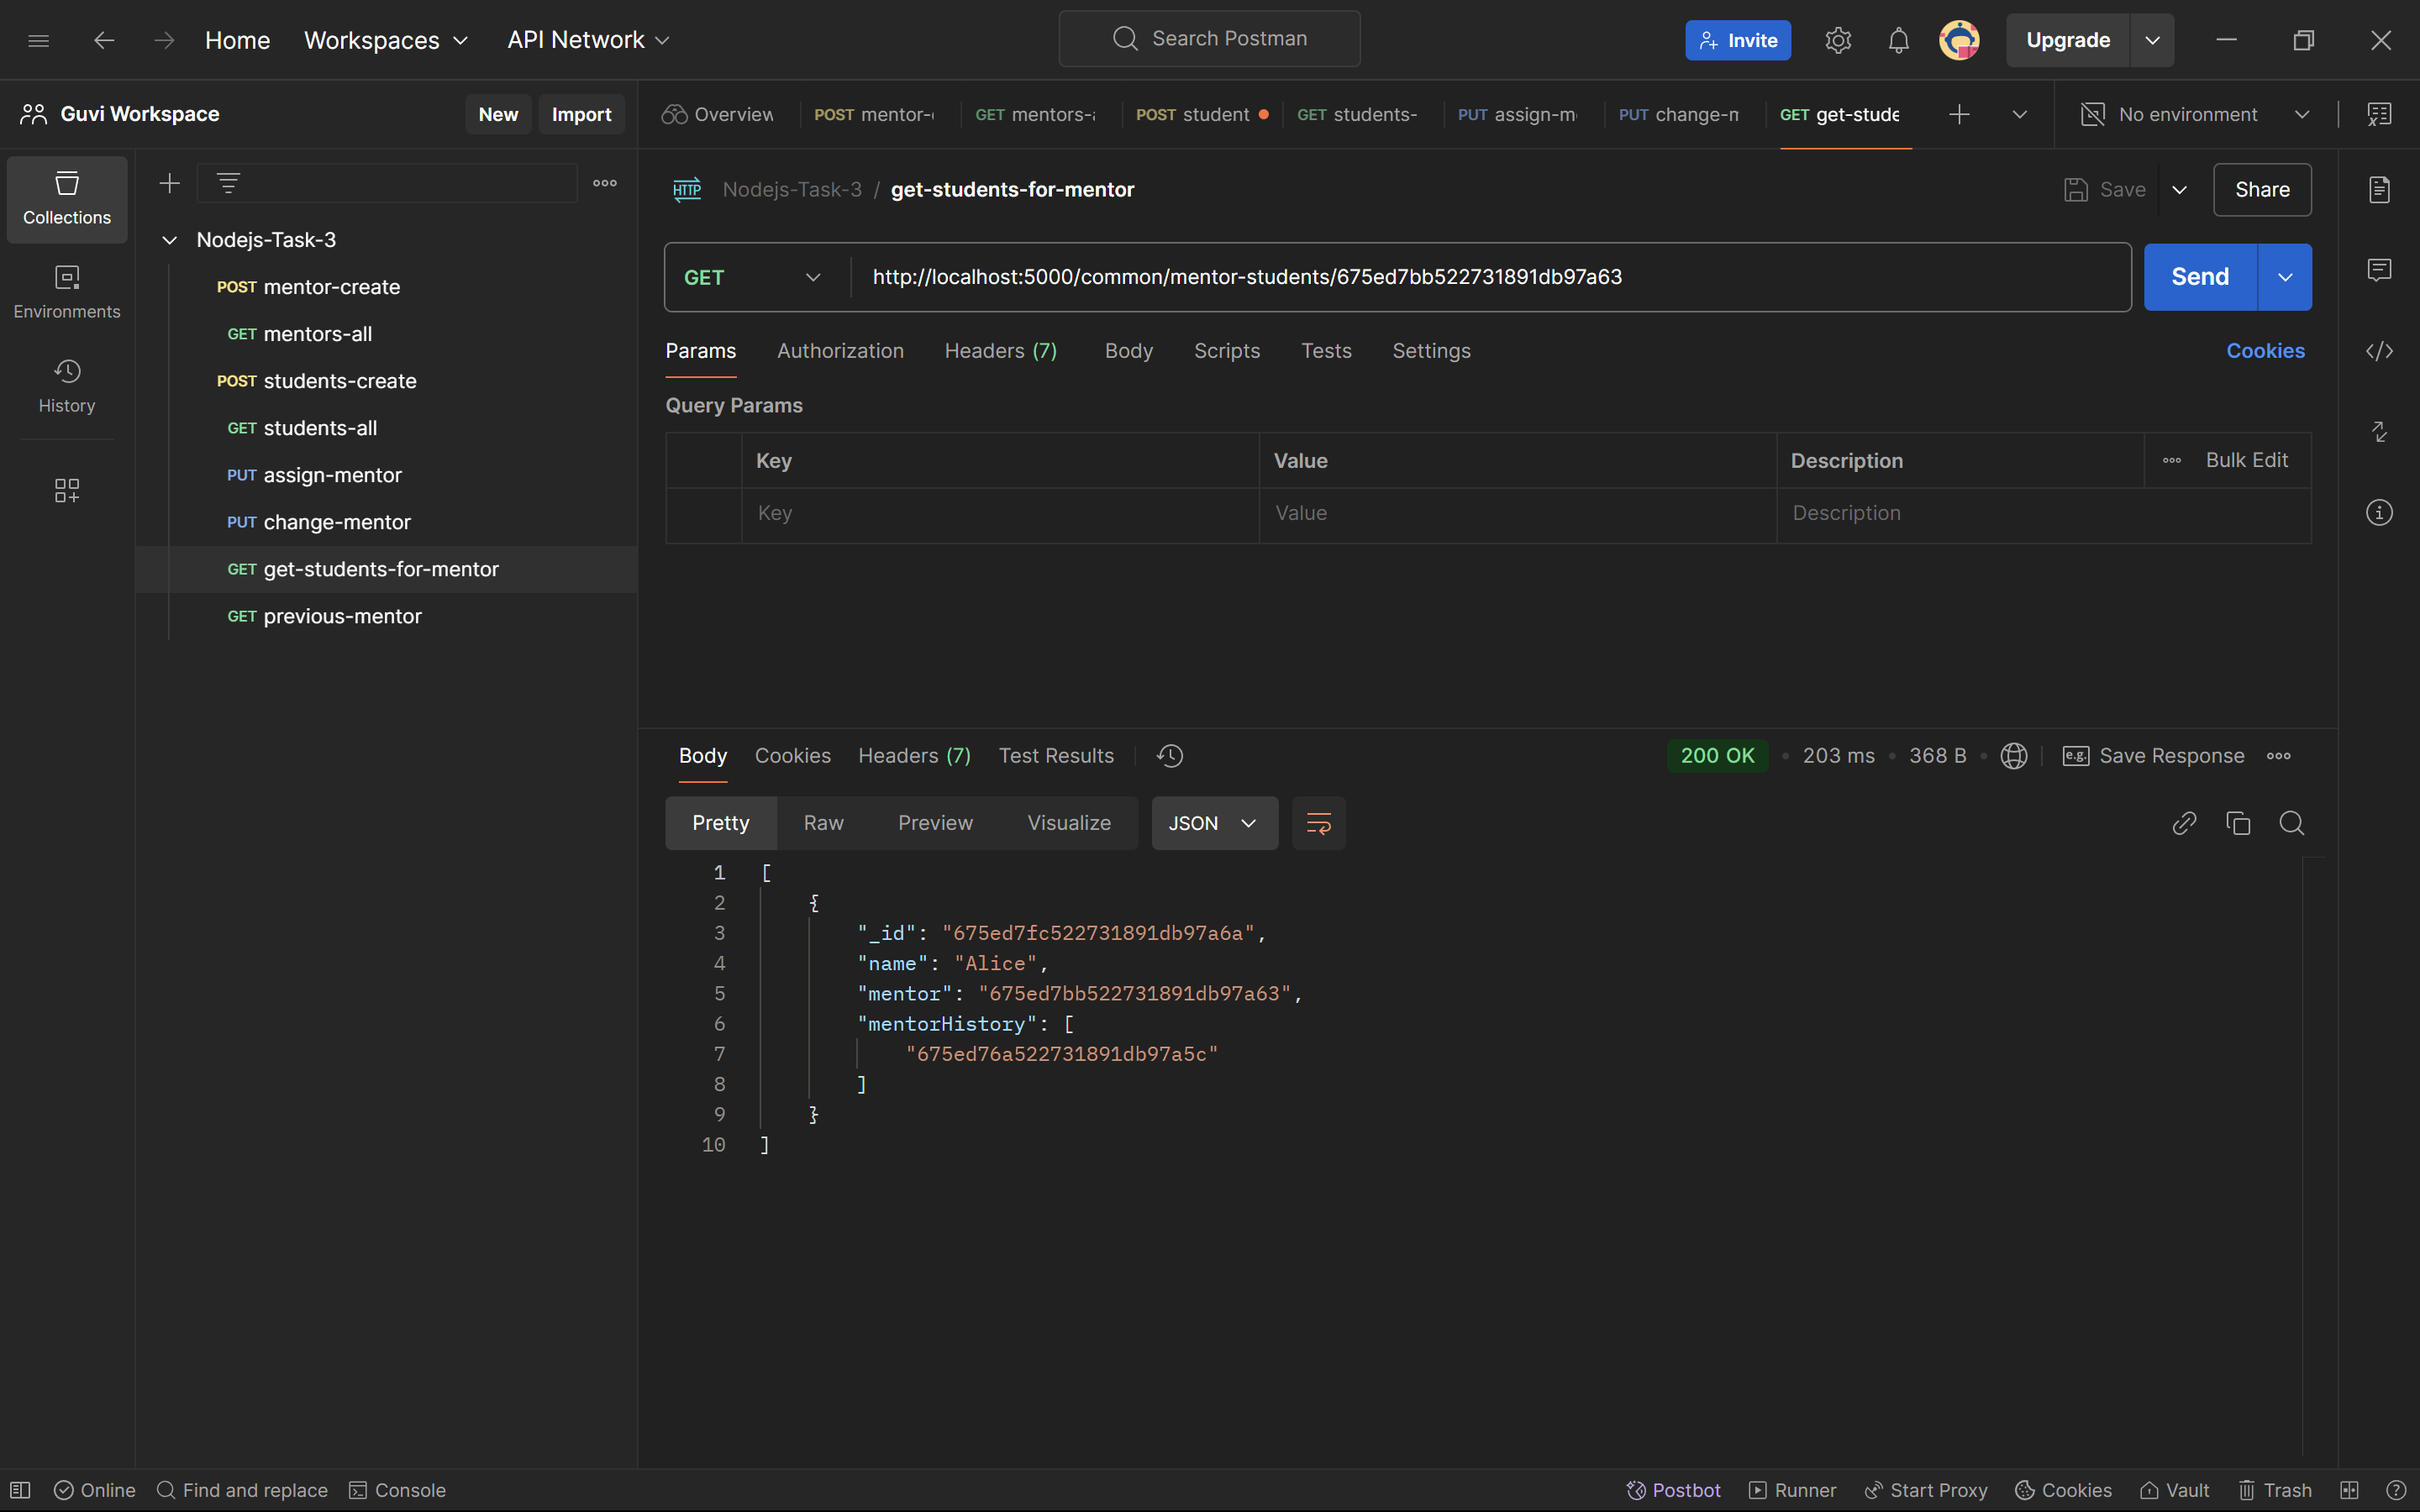 Home Workspaces API Network Search Postman Invite Upgrade
Guvi Workspace New Import
Overview POST mentor- GET mentors- POST student GET students- PUT assign-m PUT change-m GET get-stude No environment
Collections
Environments
History
Nodejs-Task-3
POST mentor-create
GET mentors-all
POST students-create
GET students-all
PUT assign-mentor
PUT change-mentor
GET get-students-for-mentor
GET previous-mentor
HTTP Nodejs-Task-3 / get-students-for-mentor Save Share
GET http://localhost:5000/common/mentor-students/675ed7bb522731891db97a63 Send
Params Authorization Headers (7) Body Scripts Tests Settings Cookies
Query Params
Key Value Description Bulk Edit
Key Value Description
Body Cookies Headers (7) Test Results 200 OK 203 ms 368 B e.g. Save Response
Pretty Raw Preview Visualize JSON
1 [
2 {
3 "_id": "675ed7fc522731891db97a6a",
4 "name": "Alice",
5 "mentor": "675ed7bb522731891db97a63",
6 "mentorHistory": [
7 "675ed76a522731891db97a5c"
8 ]
9 }
10 ]
Online Find and replace Console Postbot Runner Start Proxy Cookies Vault Trash